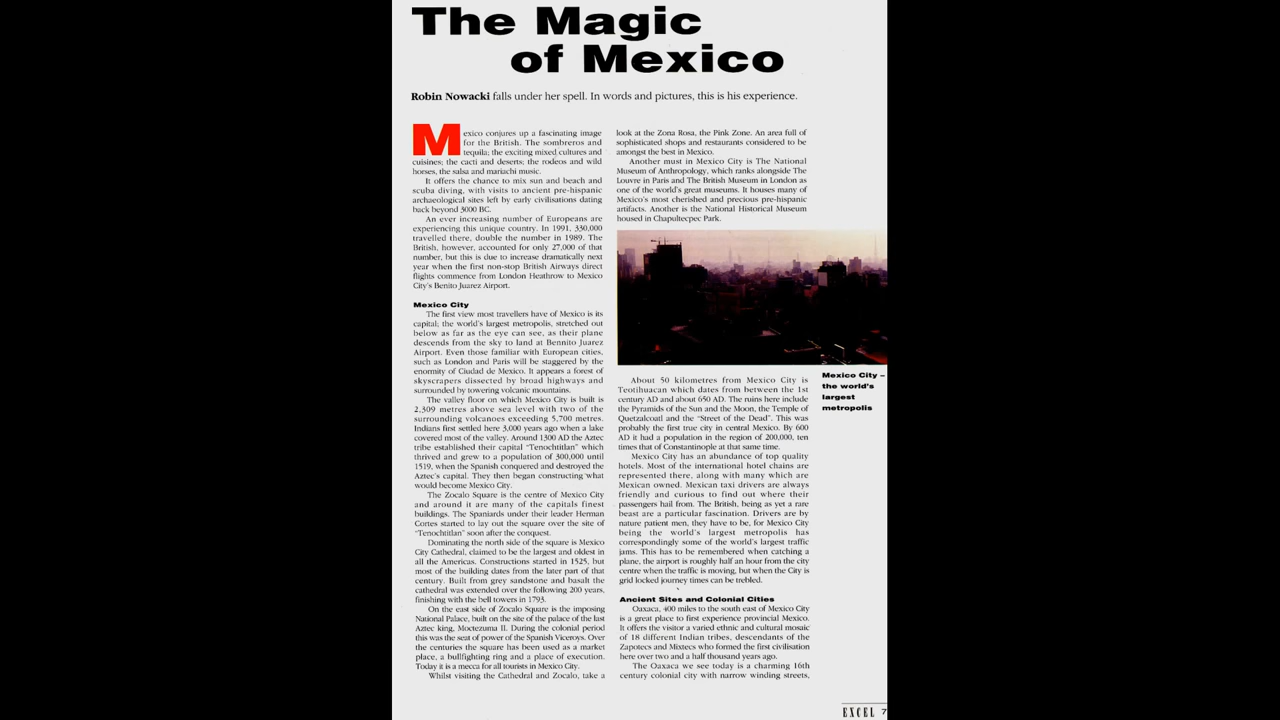 The Magic
of Mexico
Robin Nowacki falls under her spell. In words and pictures, this is his experience.
Mexico conjures up a fascinating image
for the British. The sombreros and
tequila; the exciting mixed cultures and
cuisines; the cacti and deserts; the rodeos and wild
horses, the salsa and mariachi music.
It offers the chance to mix sun and beach and
scuba diving, with visits to ancient pre-hispanic
archaeological sites left by early civilisations dating
back beyond 3000 BC.
An ever increasing number of Europeans are
experiencing this unique country. In 1991, 330,000
travelled there, double the number in 1989. The
British, however, accounted for only 27,000 of that
number, but this is due to increase dramatically next
year when the first non-stop British Airways direct
flights commence from London Heathrow to Mexico
City's Benito Juarez Airport.
Mexico City
The first view most travellers have of Mexico is its
capital; the world's largest metropolis, stretched out
below as far as the eye can see, as their plane
descends from the sky to land at Bennito Juarez
Airport. Even those familiar with European cities,
such as London and Paris will be staggered by the
enormity of Ciudad de Mexico. It appears a forest of
skyscrapers dissected by broad highways and
surrounded by towering volcanic mountains.
The valley floor on which Mexico City is built is
2,309 metres above sea level with two of the
surrounding volcanoes exceeding 5,700 metres.
Indians first settled here 3,000 years ago when a lake
covered most of the valley. Around 1300 AD the Aztec
tribe established their capital "Tenochtitlan" which
thrived and grew to a population of 300,000 until
1519, when the Spanish conquered and destroyed the
Aztec's capital. They then began constructing what
would become Mexico City.
The Zocalo Square is the centre of Mexico City
and around it are many of the capitals finest
buildings. The Spaniards under their leader Herman
Cortes started to lay out the square over the site of
"Tenochtitlan" soon after the conquest.
Dominating the north side of the square is Mexico
City Cathedral, claimed to be the largest and oldest in
all the Americas. Constructions started in 1525, but
most of the building dates from the later part of that
century. Built from grey sandstone and basalt the
cathedral was extended over the following 200 years,
finishing with the bell towers in 1793.
On the east side of Zocalo Square is the imposing
National Palace, built on the site of the palace of the last
Aztec king, Moctezuma II. During the colonial period
this was the seat of power of the Spanish Viceroys. Over
the centuries the square has been used as a market
place, a bullfighting ring and a place of execution.
Today it is a mecca for all tourists in Mexico City.
Whilst visiting the Cathedral and Zocalo, take a
look at the Zona Rosa, the Pink Zone. An area full of
sophisticated shops and restaurants considered to be
amongst the best in Mexico.
Another must in Mexico City is The National
Museum of Anthropology, which ranks alongside The
Louvre in Paris and The British Museum in London as
one of the world's great museums. It houses many of
Mexico's most cherished and precious pre-hispanic
artifacts. Another is the National Historical Museum
housed in Chapultecpec Park.
Mexico City –
the world's
largest
metropolis
About 50 kilometres from Mexico City is
Teotihuacan which dates from between the 1st
century AD and about 650 AD. The ruins here include
the Pyramids of the Sun and the Moon, the Temple of
Quetzalcoatl and the "Street of the Dead". This was
probably the first true city in central Mexico. By 600
AD it had a population in the region of 200,000, ten
times that of Constantinople at that same time.
Mexico City has an abundance of top quality
hotels. Most of the international hotel chains are
represented there, along with many which are
Mexican owned. Mexican taxi drivers are always
friendly and curious to find out where their
passengers hail from. The British, being as yet a rare
beast are a particular fascination. Drivers are by
nature patient men, they have to be, for Mexico City
being the world's largest metropolis has
correspondingly some of the world's largest traffic
jams. This has to be remembered when catching a
plane, the airport is roughly half an hour from the city
centre when the traffic is moving, but when the City is
grid locked journey times can be trebled.
Ancient Sites and Colonial Cities
Oaxaca, 400 miles to the south east of Mexico City
is a great place to first experience provincial Mexico.
It offers the visitor a varied ethnic and cultural mosaic
of 18 different Indian tribes, descendants of the
Zapotecs and Mixtecs who formed the first civilisation
here over two and a half thousand years ago.
The Oaxaca we see today is a charming 16th
century colonial city with narrow winding streets,
EXCEL 7